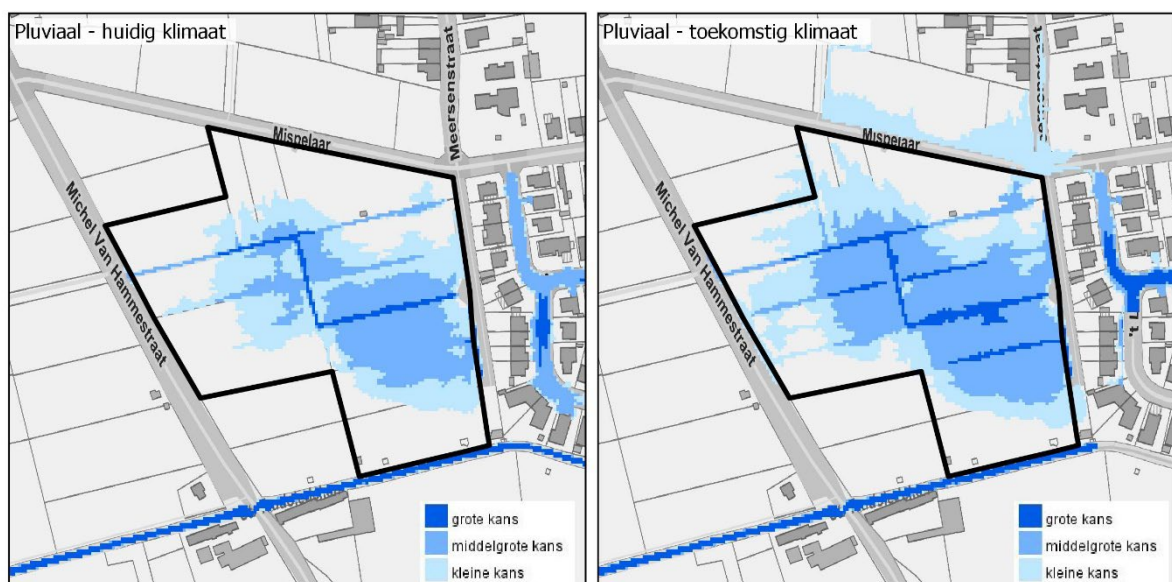 Pluviaal - huidig klimaat
Meersenstraat
Mispelaar
Michel Van Hammestraat
grote kans
middelgrote kans
kleine kans
Pluviaal - toekomstig klimaat
Mispelaar
Michel Van Hammestraat
't L
grote kans
middelgrote kans
kleine kans